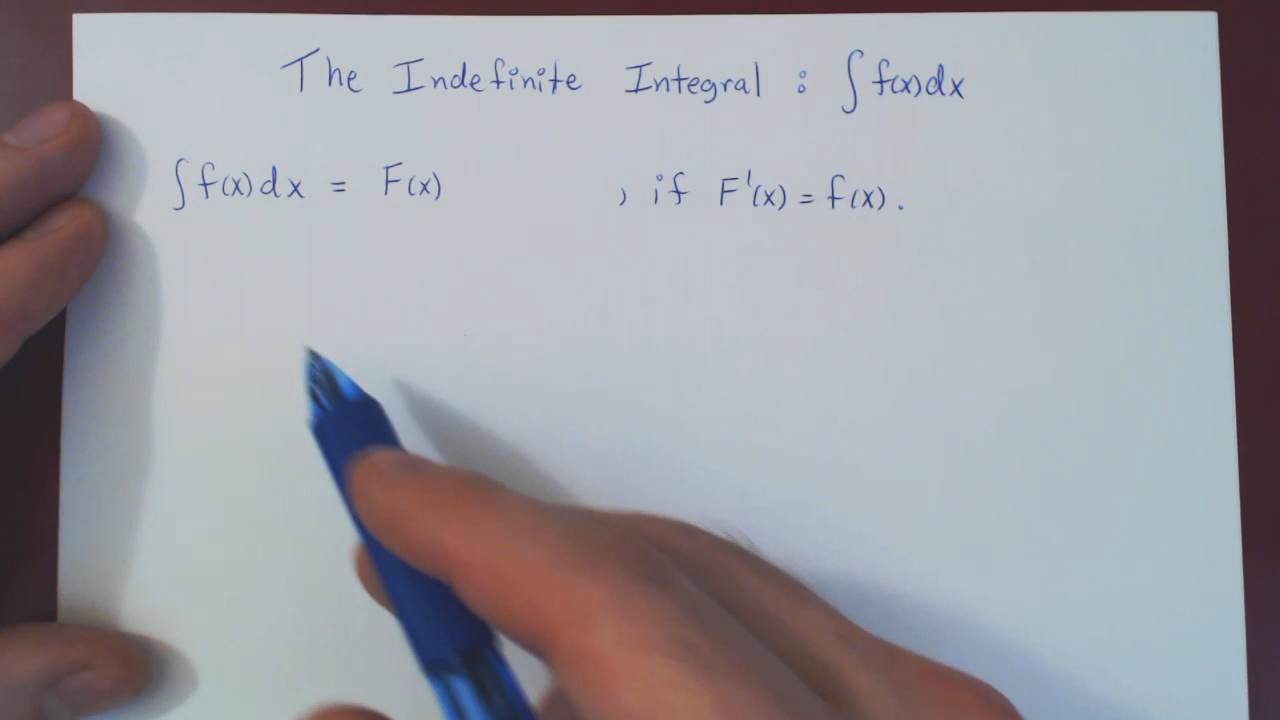 The Indefinite Integral : ∫ f(x)dx
∫ f(x) dx = F(x) , if F'(x) = f(x).